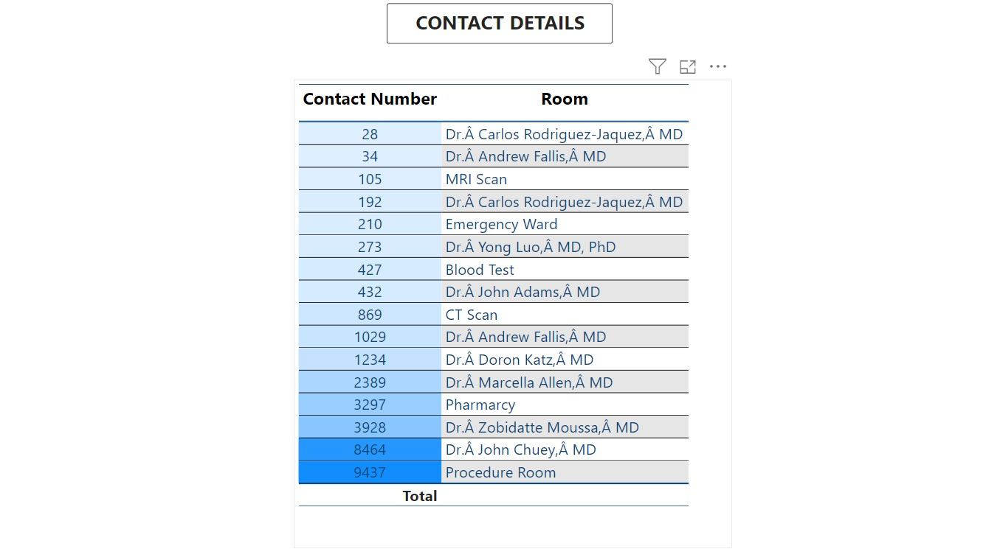 CONTACT DETAILS
Contact Number Room
28 Dr.Â Carlos Rodriguez-Jaquez,Â MD
34 Dr.Â Andrew Fallis,Â MD
105 MRI Scan
192 Dr.Â Carlos Rodriguez-Jaquez,Â MD
210 Emergency Ward
273 Dr.Â Yong Luo,Â MD, PhD
427 Blood Test
432 Dr.Â John Adams,Â MD
869 CT Scan
1029 Dr.Â Andrew Fallis,Â MD
1234 Dr.Â Doron Katz,Â MD
2389 Dr.Â Marcella Allen,Â MD
3297 Pharmarcy
3928 Dr.Â Zobidatte Moussa,Â MD
8464 Dr.Â John Chuey,Â MD
9437 Procedure Room
Total